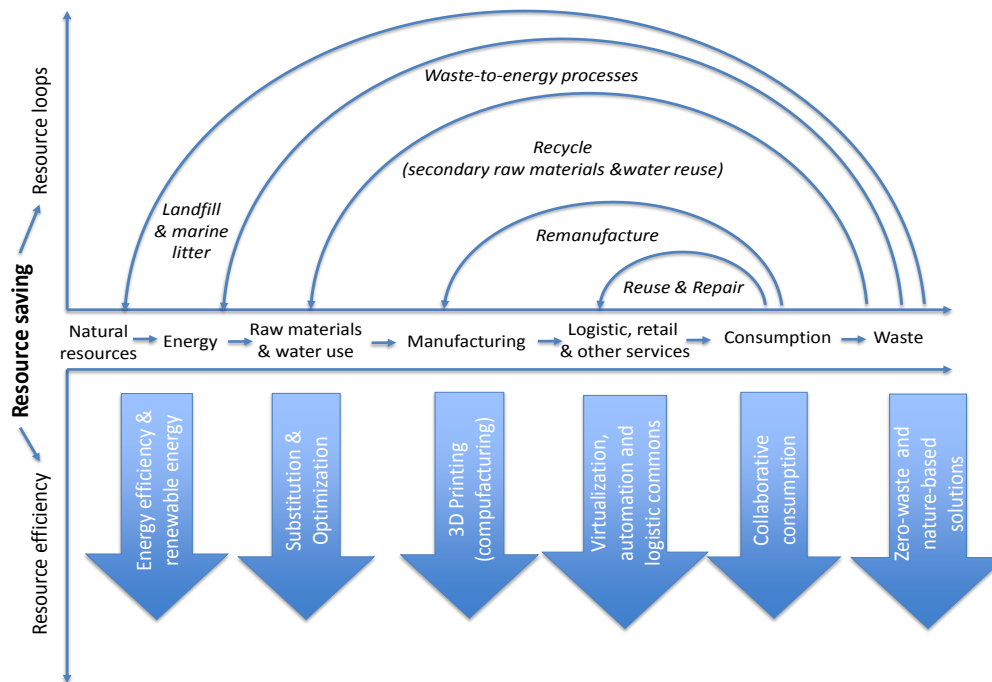 Resource loops
Resource saving
Resource efficiency
Waste-to-energy processes
Recycle
(secondary raw materials &water reuse)
Landfill
& marine
litter
Remanufacture
Reuse & Repair
Natural
resources
Energy
Raw materials
& water use
Manufacturing
Logistic, retail
& other services
Consumption
Waste
Energy efficiency &
renewable energy
Substitution &
Optimization
3D Printing
(compufacturing)
Virtualization,
automation and
logistic commons
Collaborative
consumption
Zero-waste and
nature-based
solutions